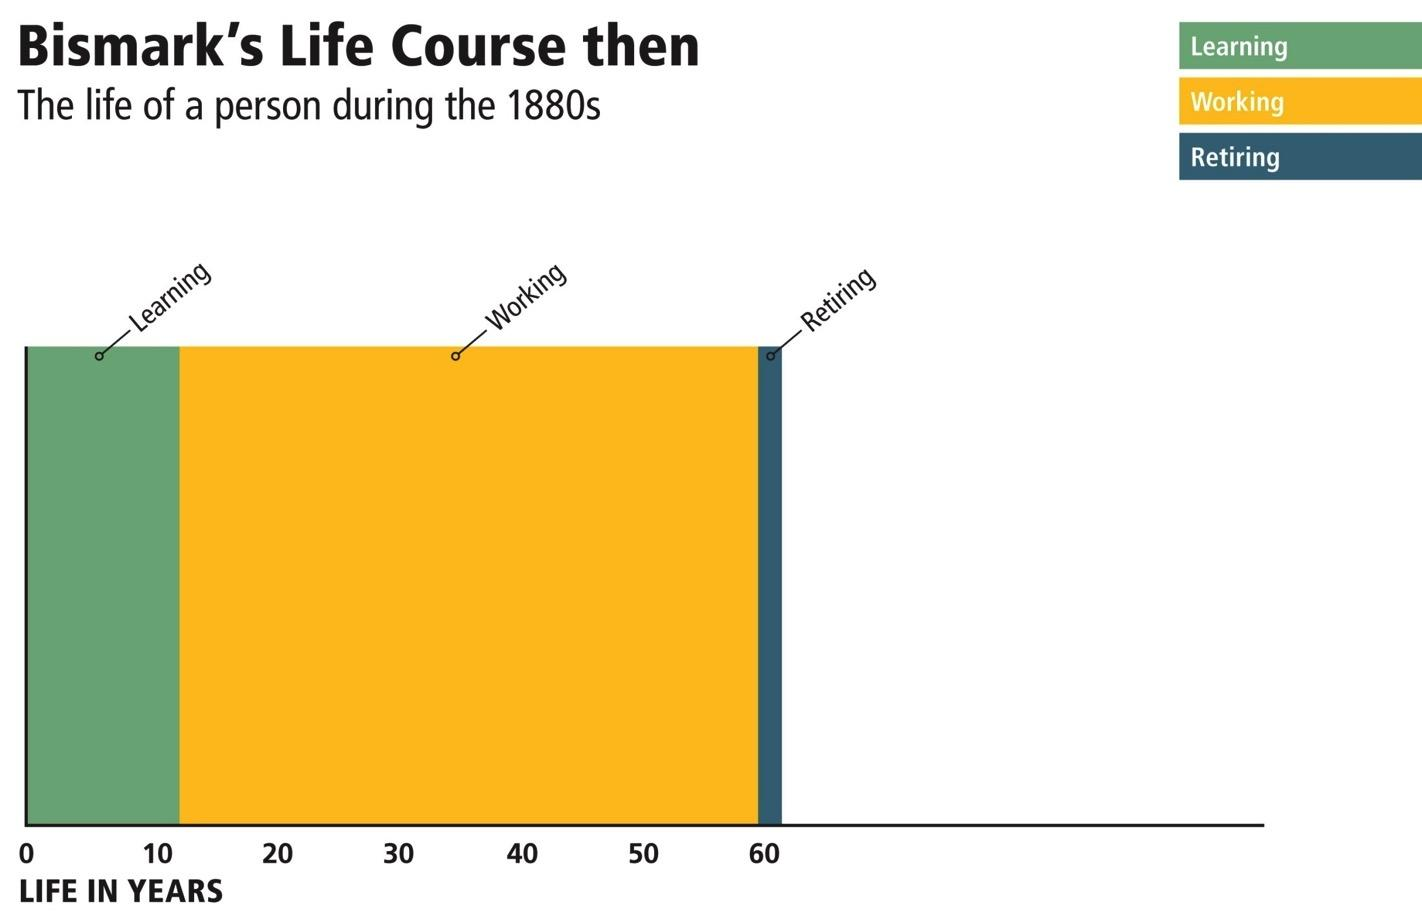 Bismark's Life Course then
The life of a person during the 1880s
Learning
Working
Retiring
Learning
Working
Retiring
0 10 20 30 40 50 60
LIFE IN YEARS